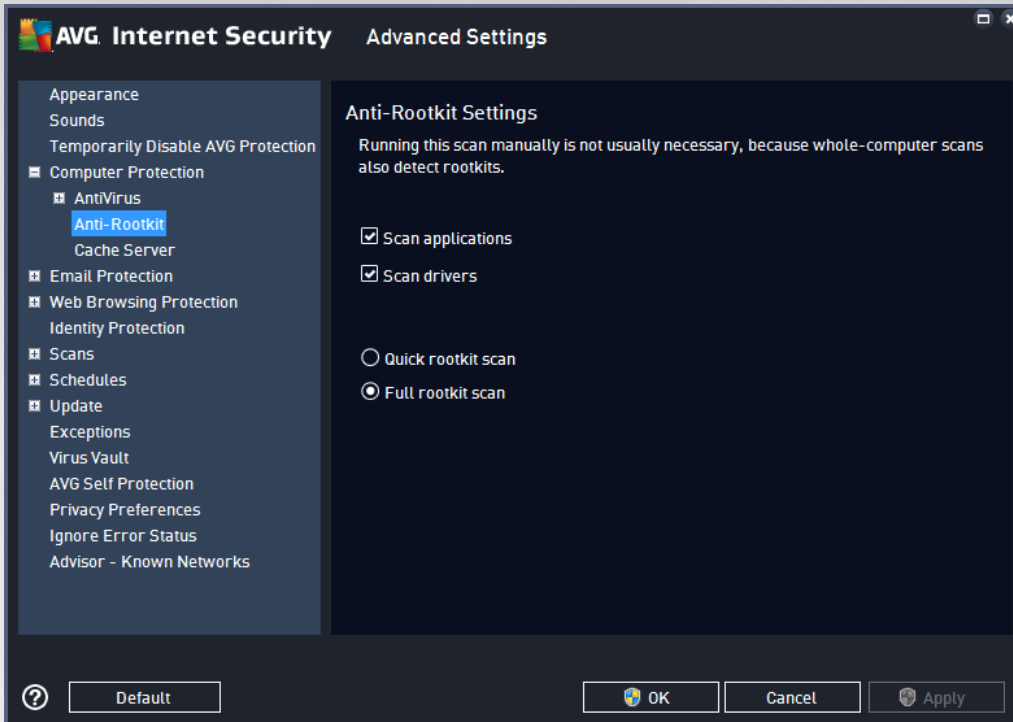 AVG Internet Security Advanced Settings
Appearance
Sounds
Temporarily Disable AVG Protection
Computer Protection
AntiVirus
Anti-Rootkit
Cache Server
Email Protection
Web Browsing Protection
Identity Protection
Scans
Schedules
Update
Exceptions
Virus Vault
AVG Self Protection
Privacy Preferences
Ignore Error Status
Advisor - Known Networks
Anti-Rootkit Settings
Running this scan manually is not usually necessary, because whole-computer scans
also detect rootkits.
Scan applications
Scan drivers
Quick rootkit scan
Full rootkit scan
? Default OK Cancel Apply